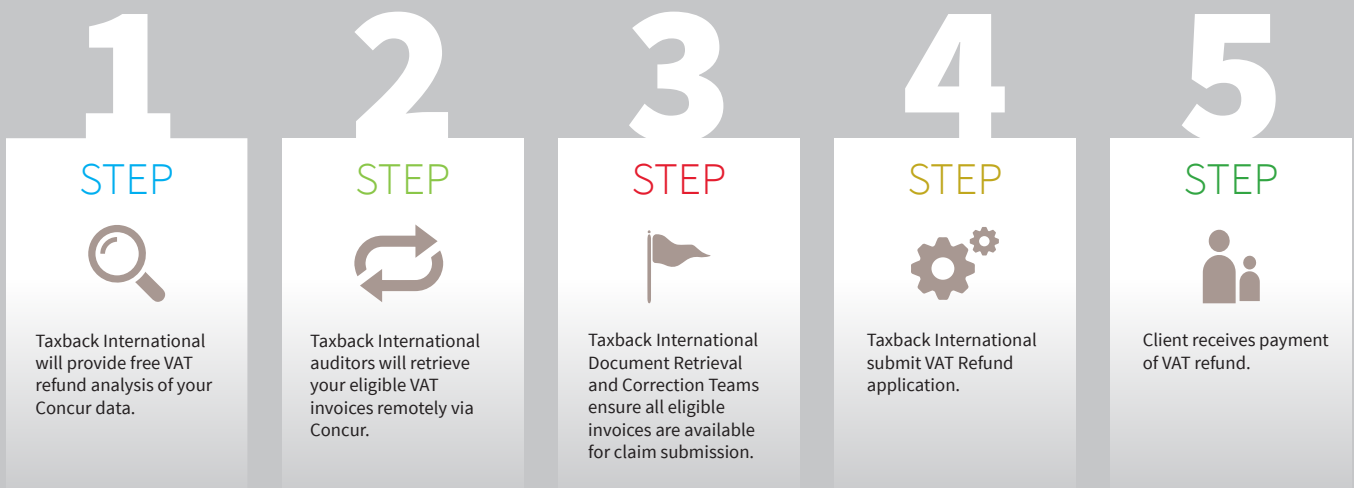 1
STEP
Taxback International
will provide free VAT
refund analysis of your
Concur data.
2
STEP
Taxback International
auditors will retrieve
your eligible VAT
invoices remotely via
Concur.
3
STEP
Taxback International
Document Retrieval
and Correction Teams
ensure all eligible
invoices are available
for claim submission.
4
STEP
Taxback International
submit VAT Refund
application.
5
STEP
Client receives payment
of VAT refund.